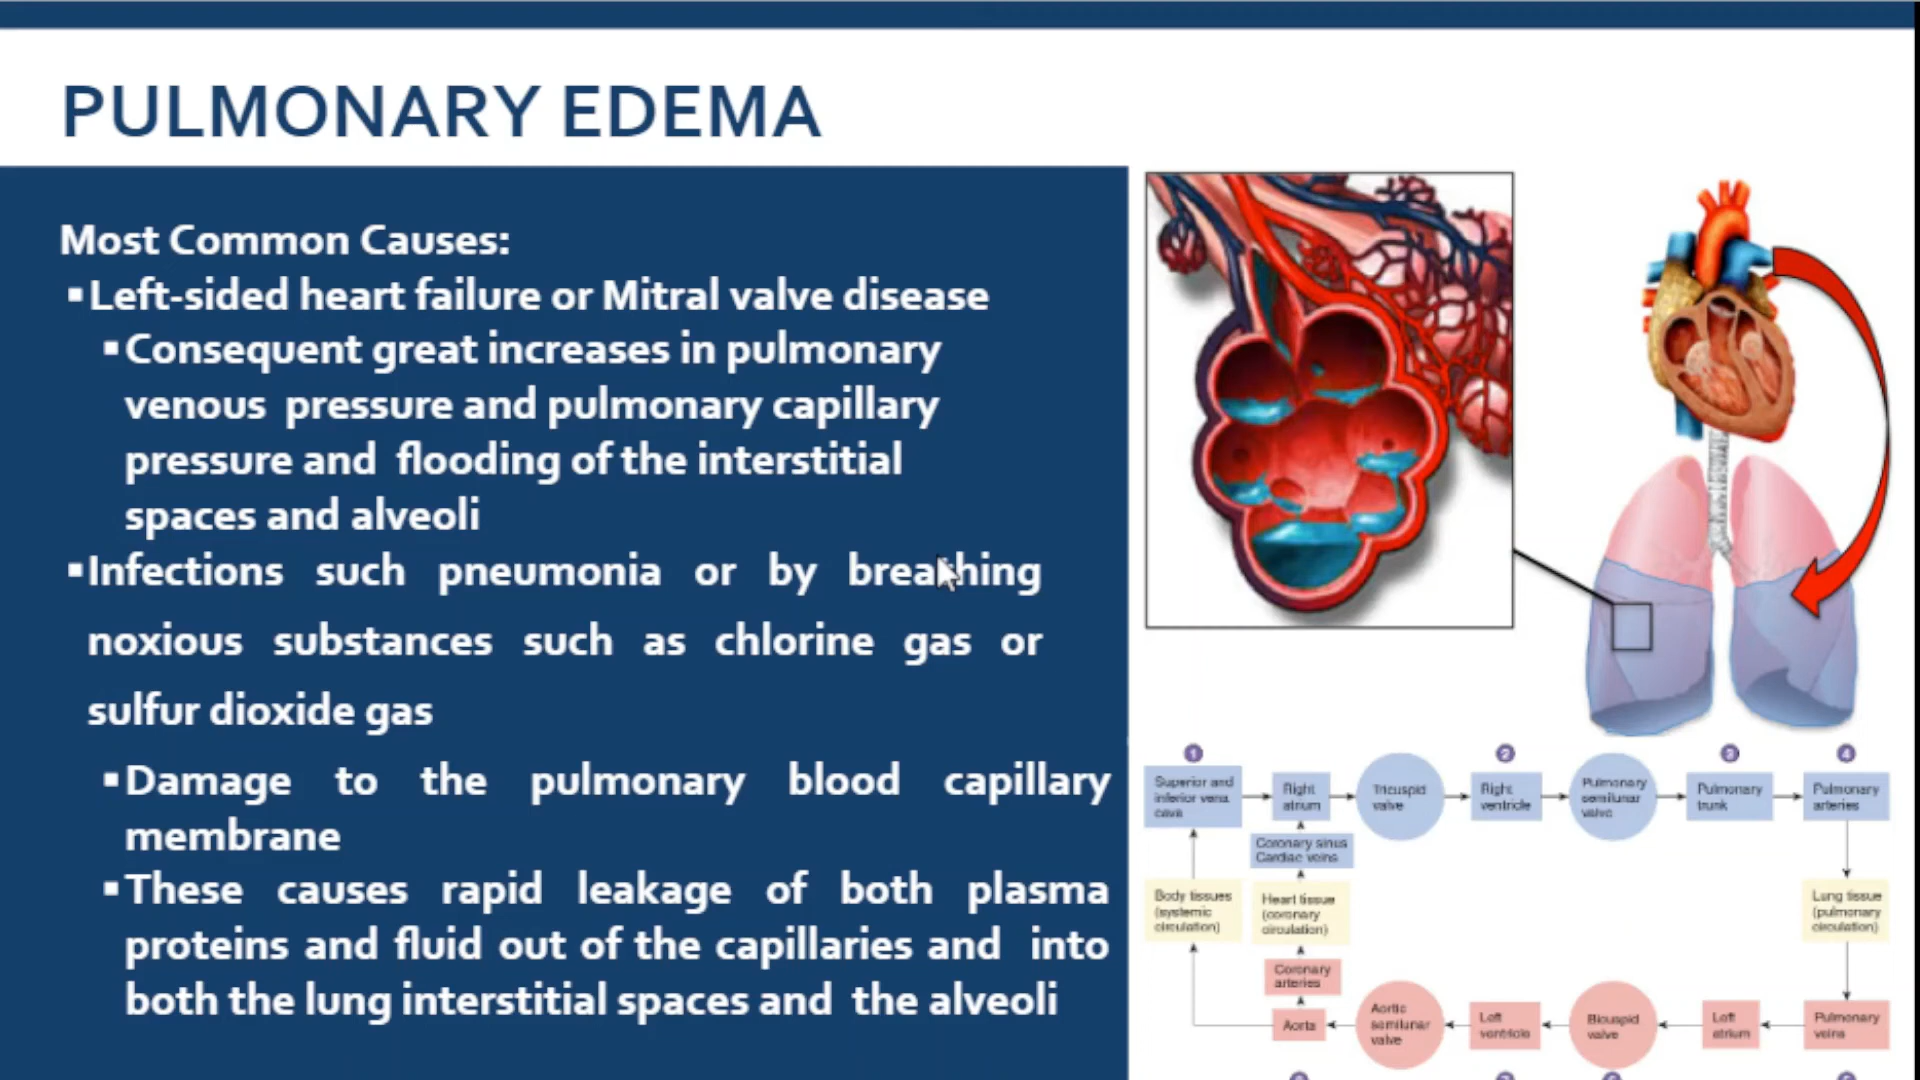 PULMONARY EDEMA
Most Common Causes:
▪Left-sided heart failure or Mitral valve disease
▪Consequent great increases in pulmonary
venous pressure and pulmonary capillary
pressure and flooding of the interstitial
spaces and alveoli
▪Infections such pneumonia or by breathing
noxious substances such as chlorine gas or
sulfur dioxide gas
▪Damage to the pulmonary blood capillary
membrane
▪These causes rapid leakage of both plasma
proteins and fluid out of the capillaries and into
both the lung interstitial spaces and the alveoli
1
2
3
4
Superior and
inferior vena
cava
Right
atrium
Tricuspid
valve
Right
ventricle
Pulmonary
semilunar
valve
Pulmonary
trunk
Pulmonary
arteries
Coronary sinus
Cardiac veins
Body tissues
(systemic
circulation)
Heart tissue
(coronary
circulation)
Lung tissue
(pulmonary
circulation)
Coronary
arteries
Aorta
Aortic
semilunar
valve
Left
ventricle
Bicuspid
valve
Left
atrium
Pulmonary
veins